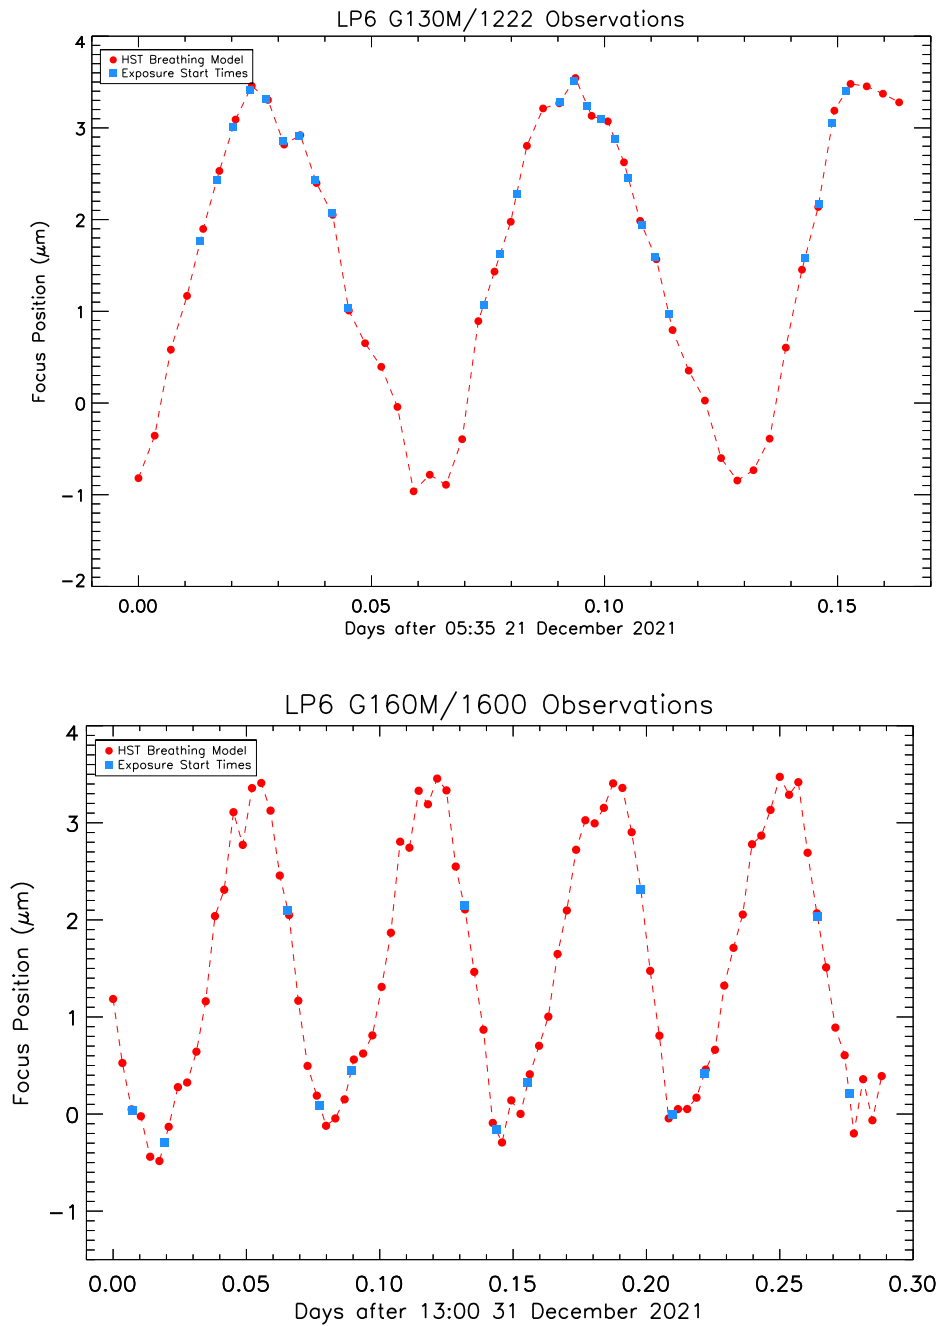 LP6 G130M/1222 Observations
4
HST Breathing Model
Exposure Start Times
3
2
1
0
−1
−2
Focus Position (μm)
0.00 0.05 0.10 0.15
Days after 05:35 21 December 2021
LP6 G160M/1600 Observations
4
HST Breathing Model
Exposure Start Times
3
2
1
0
−1
Focus Position (μm)
0.00 0.05 0.10 0.15 0.20 0.25 0.30
Days after 13:00 31 December 2021